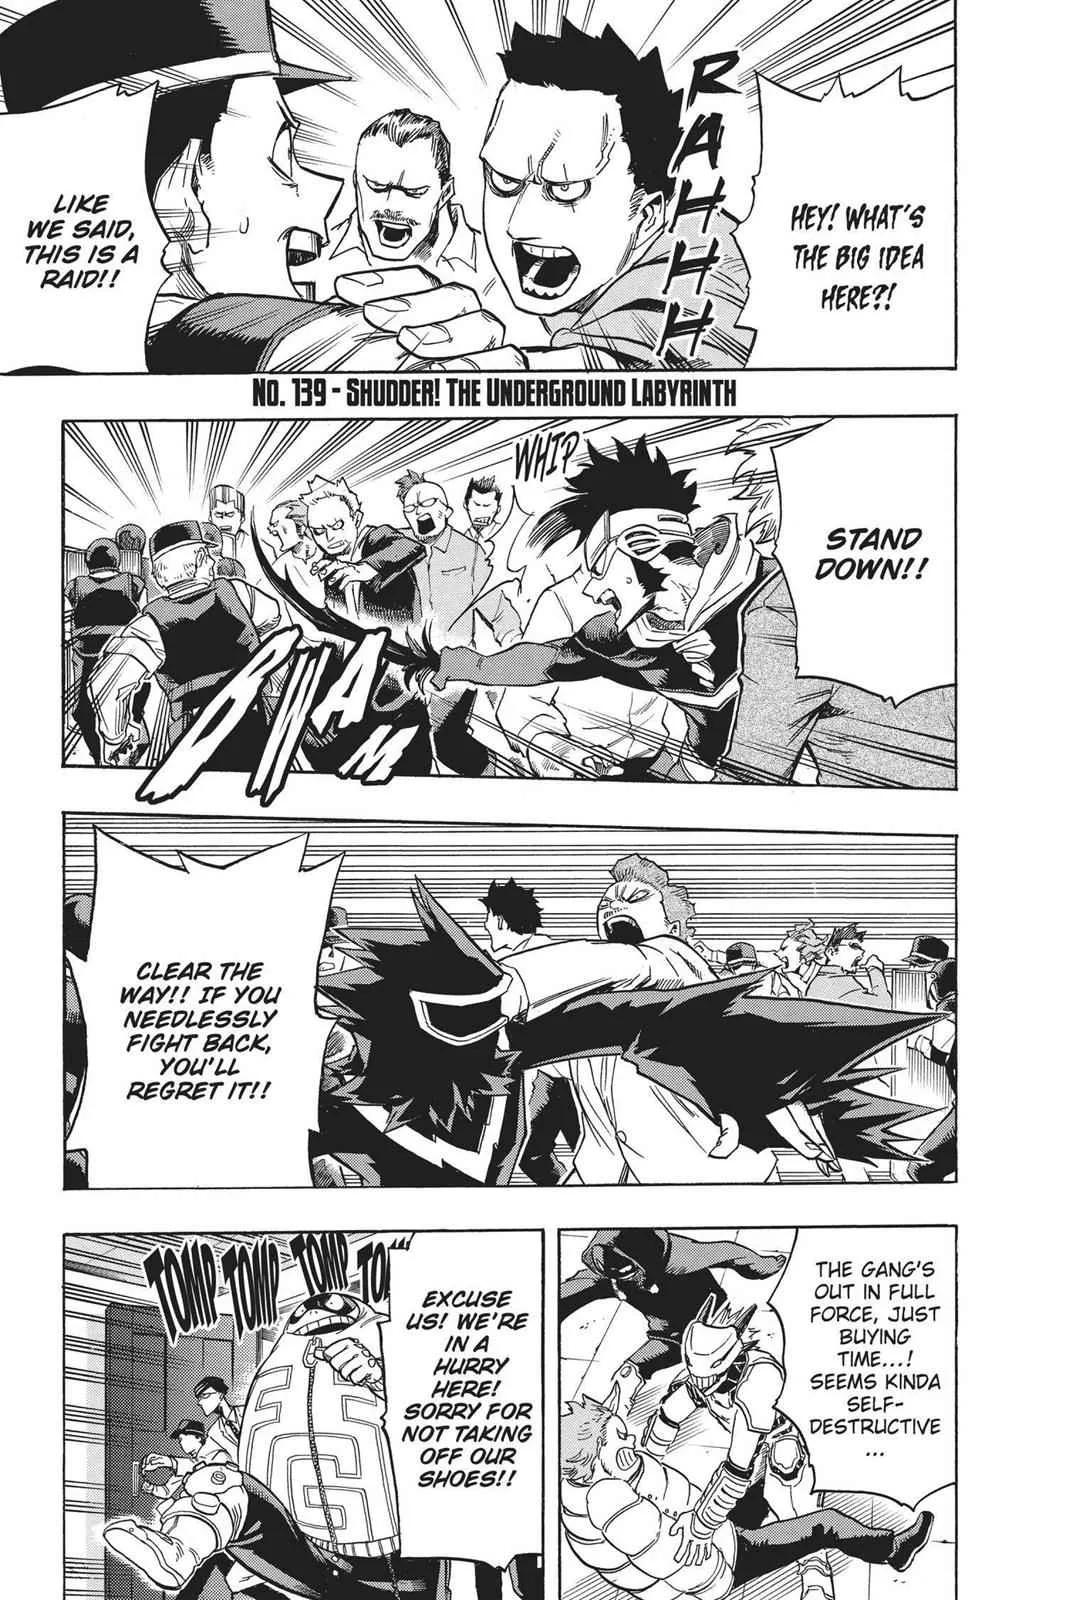 HEY! WHAT'S
THE BIG IDEA
HERE?!
RAHHHH
LIKE
WE SAID,
THIS IS A
RAID!!
NO. 139 - SHUDDER! THE UNDERGROUND LABYRINTH
STAND
DOWN!!
WHIP
BWAM
CLEAR THE
WAY!! IF YOU
NEEDLESSLY
FIGHT BACK,
YOU'LL
REGRET IT!!
THE GANG'S
OUT IN FULL
FORCE, JUST
BUYING
TIME...!
SEEMS KINDA
SELF-
DESTRUCTIVE
...
EXCUSE
US! WE'RE
IN A
HURRY
HERE!
SORRY FOR
NOT TAKING
OFF OUR
SHOES!!
TOMP TOMP TOMP
F
G